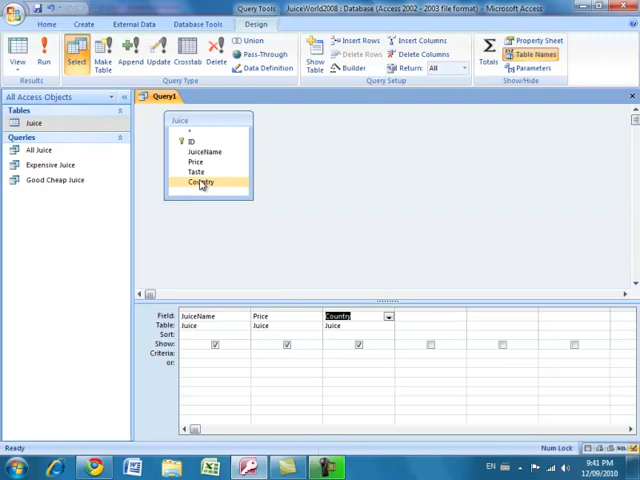 Query Tools
JuiceWorld2008 : Database (Access 2002 - 2003 file format) - Microsoft Access
Home
Create
External Data
Database Tools
Design
View
Run
Select
Make Table
Append
Update
Crosstab
Delete
Union
Pass-Through
Data Definition
Show Table
Insert Rows
Delete Rows
Builder
Insert Columns
Delete Columns
Return: All
Totals
Property Sheet
Table Names
Parameters
Results
Query Type
Query Setup
Show/Hide
All Access Objects
Tables
Juice
Queries
All Juice
Expensive Juice
Good Cheap Juice
Query1
Juice
*
ID
JuiceName
Price
Taste
Country
Field: JuiceName Price Country
Table: Juice Juice Juice
Sort:
Show:
Criteria:
or:
Ready
Num Lock
EN
9:41 PM
12/09/2010